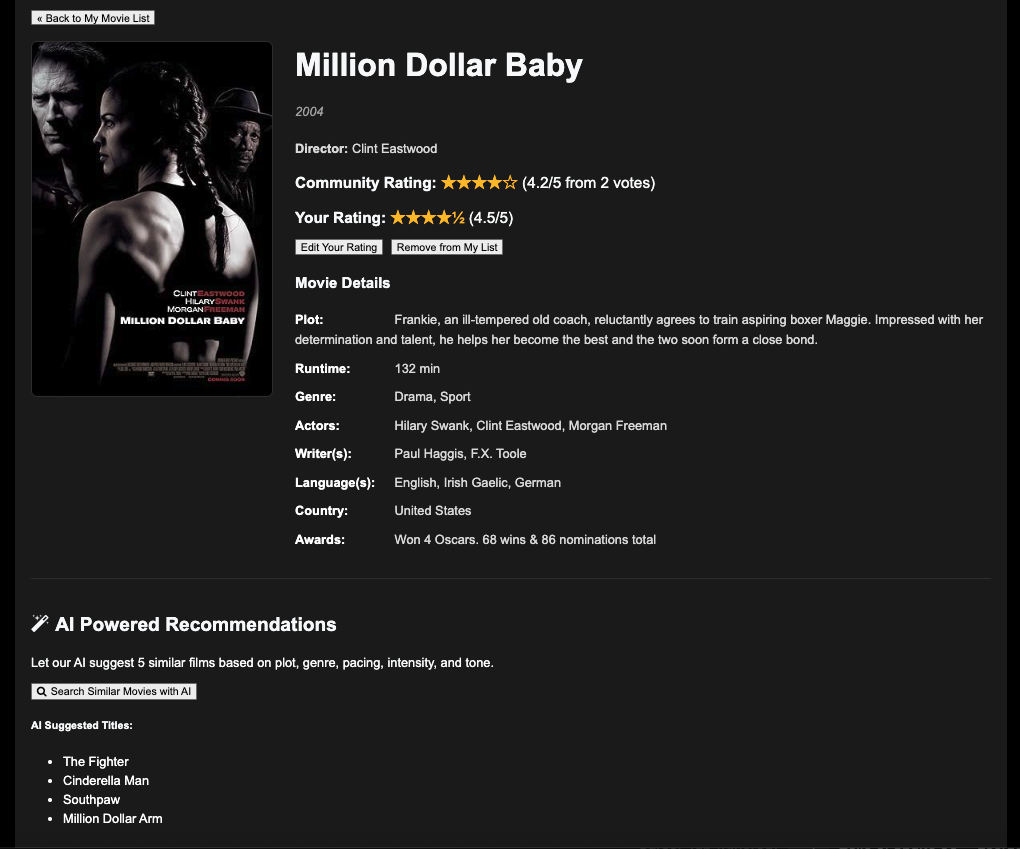 « Back to My Movie List
Million Dollar Baby
2004
Director: Clint Eastwood
Community Rating: ★★★★☆ (4.2/5 from 2 votes)
Your Rating: ★★★★½ (4.5/5)
Edit Your Rating Remove from My List
CLINT EASTWOOD
HILARY SWANK
MORGAN FREEMAN
MILLION DOLLAR BABY
COMING SOON
Movie Details
Plot: Frankie, an ill-tempered old coach, reluctantly agrees to train aspiring boxer Maggie. Impressed with her
determination and talent, he helps her become the best and the two soon form a close bond.
Runtime: 132 min
Genre: Drama, Sport
Actors: Hilary Swank, Clint Eastwood, Morgan Freeman
Writer(s): Paul Haggis, F.X. Toole
Language(s): English, Irish Gaelic, German
Country: United States
Awards: Won 4 Oscars. 68 wins & 86 nominations total
AI Powered Recommendations
Let our AI suggest 5 similar films based on plot, genre, pacing, intensity, and tone.
Search Similar Movies with AI
AI Suggested Titles:
• The Fighter
• Cinderella Man
• Southpaw
• Million Dollar Arm